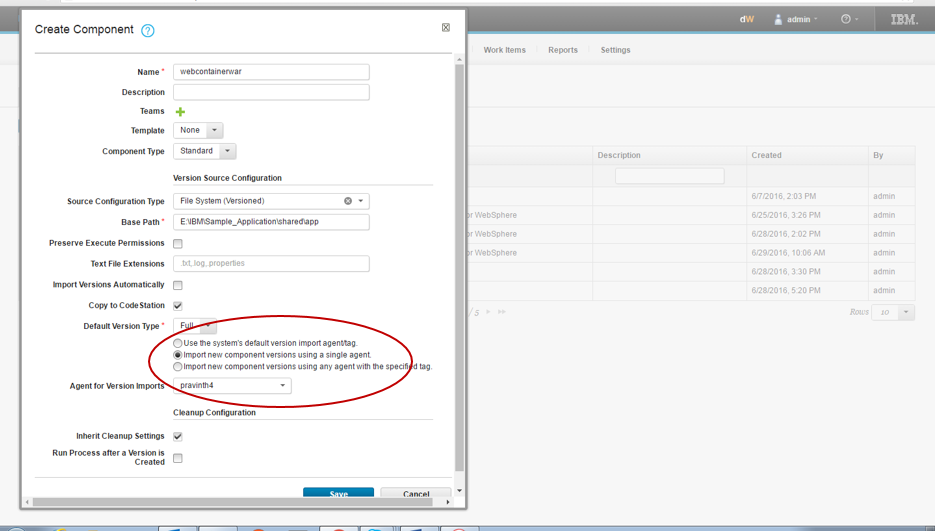 dW admin IBM.
Create Component ?
Work Items Reports Settings
Name * webcontainerwar
Description
Teams
Template None
Component Type Standard
Version Source Configuration
Source Configuration Type File System (Versioned)
Base Path * E:\IBM\Sample_Application\shared\app
Preserve Execute Permissions
Text File Extensions .txt,.log,.properties
Import Versions Automatically
Copy to CodeStation
Default Version Type * Full
Use the system's default version import agent/tag.
Import new component versions using a single agent.
Import new component versions using any agent with the specified tag.
Agent for Version Imports pravinth4
Cleanup Configuration
Inherit Cleanup Settings
Run Process after a Version is
Created
Save Cancel
Description Created By
6/7/2016, 2:03 PM admin
or WebSphere 6/25/2016, 3:26 PM admin
or WebSphere 6/28/2016, 2:02 PM admin
or WebSphere 6/29/2016, 10:06 AM admin
6/28/2016, 3:30 PM admin
6/28/2016, 5:20 PM admin
/ 5 Rows 10